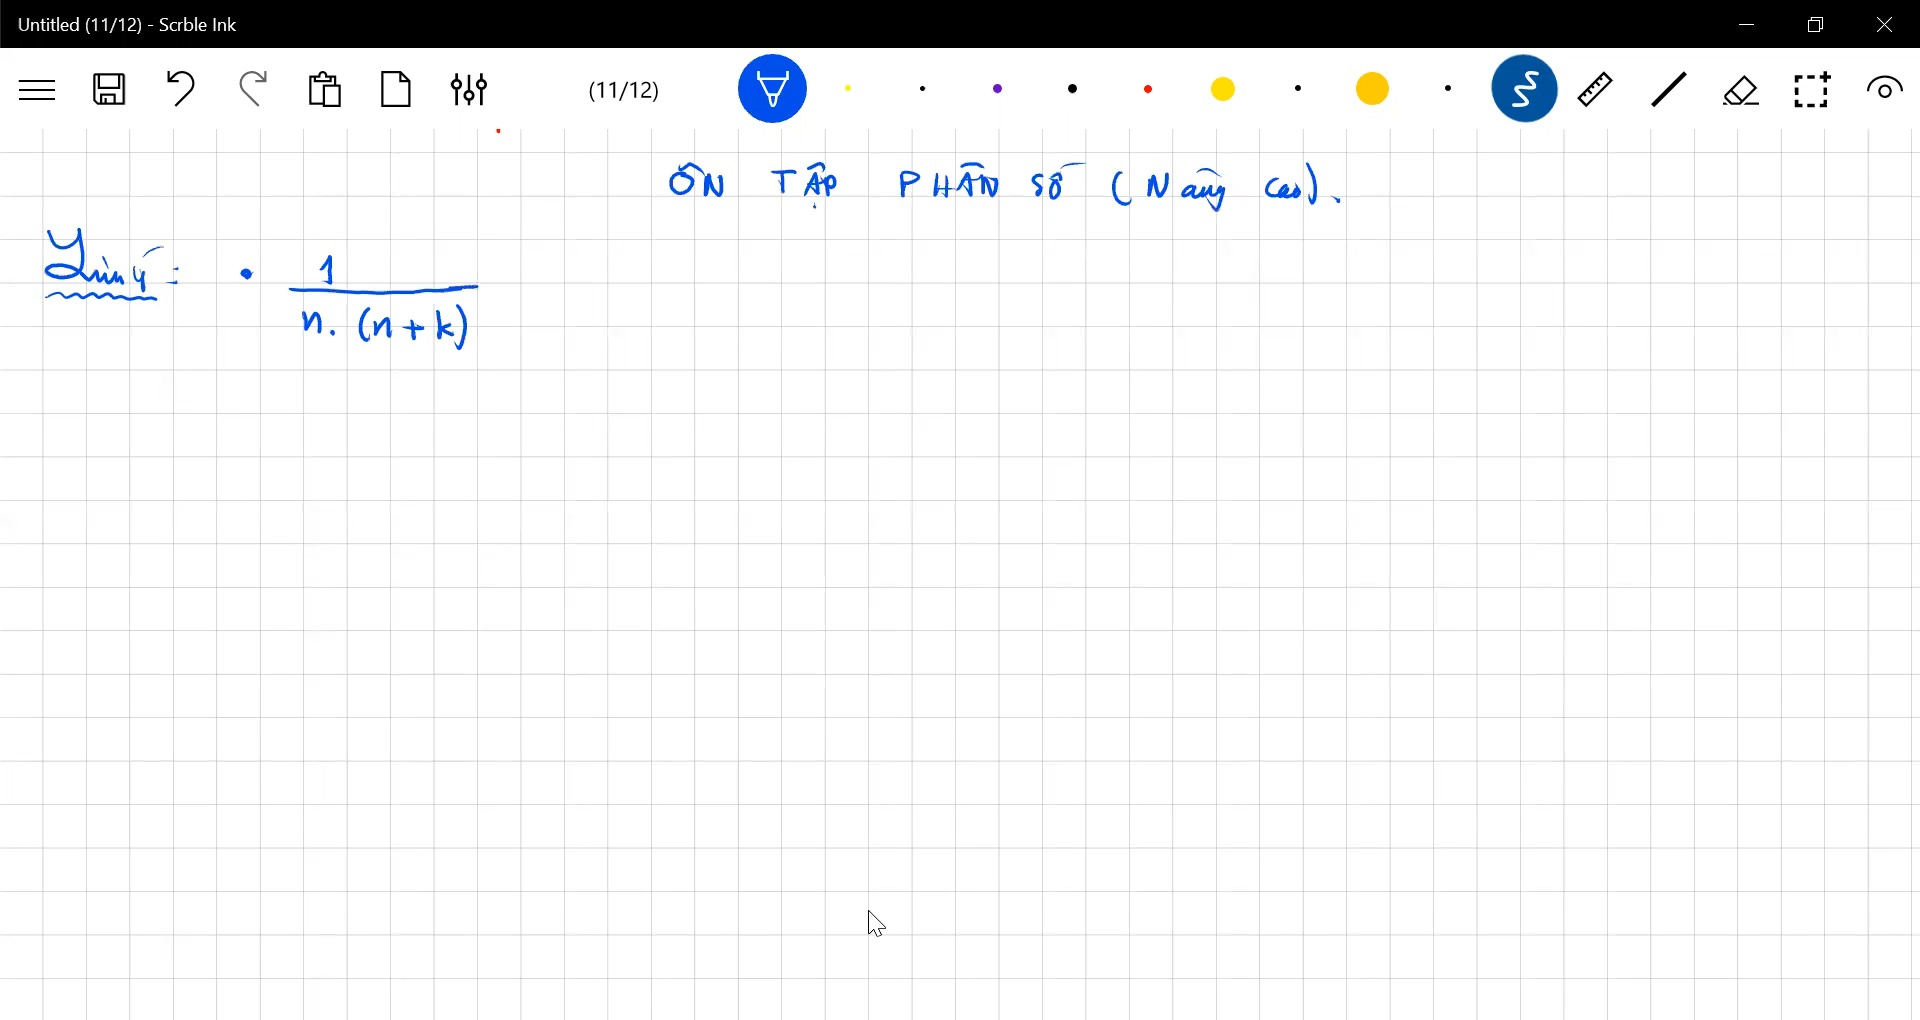 Untitled (11/12) - Scrble Ink
(11/12)
ÔN TẬP PHÂN SỐ (Nâng cao).
Lưu ý: • 1
n. (n+k)